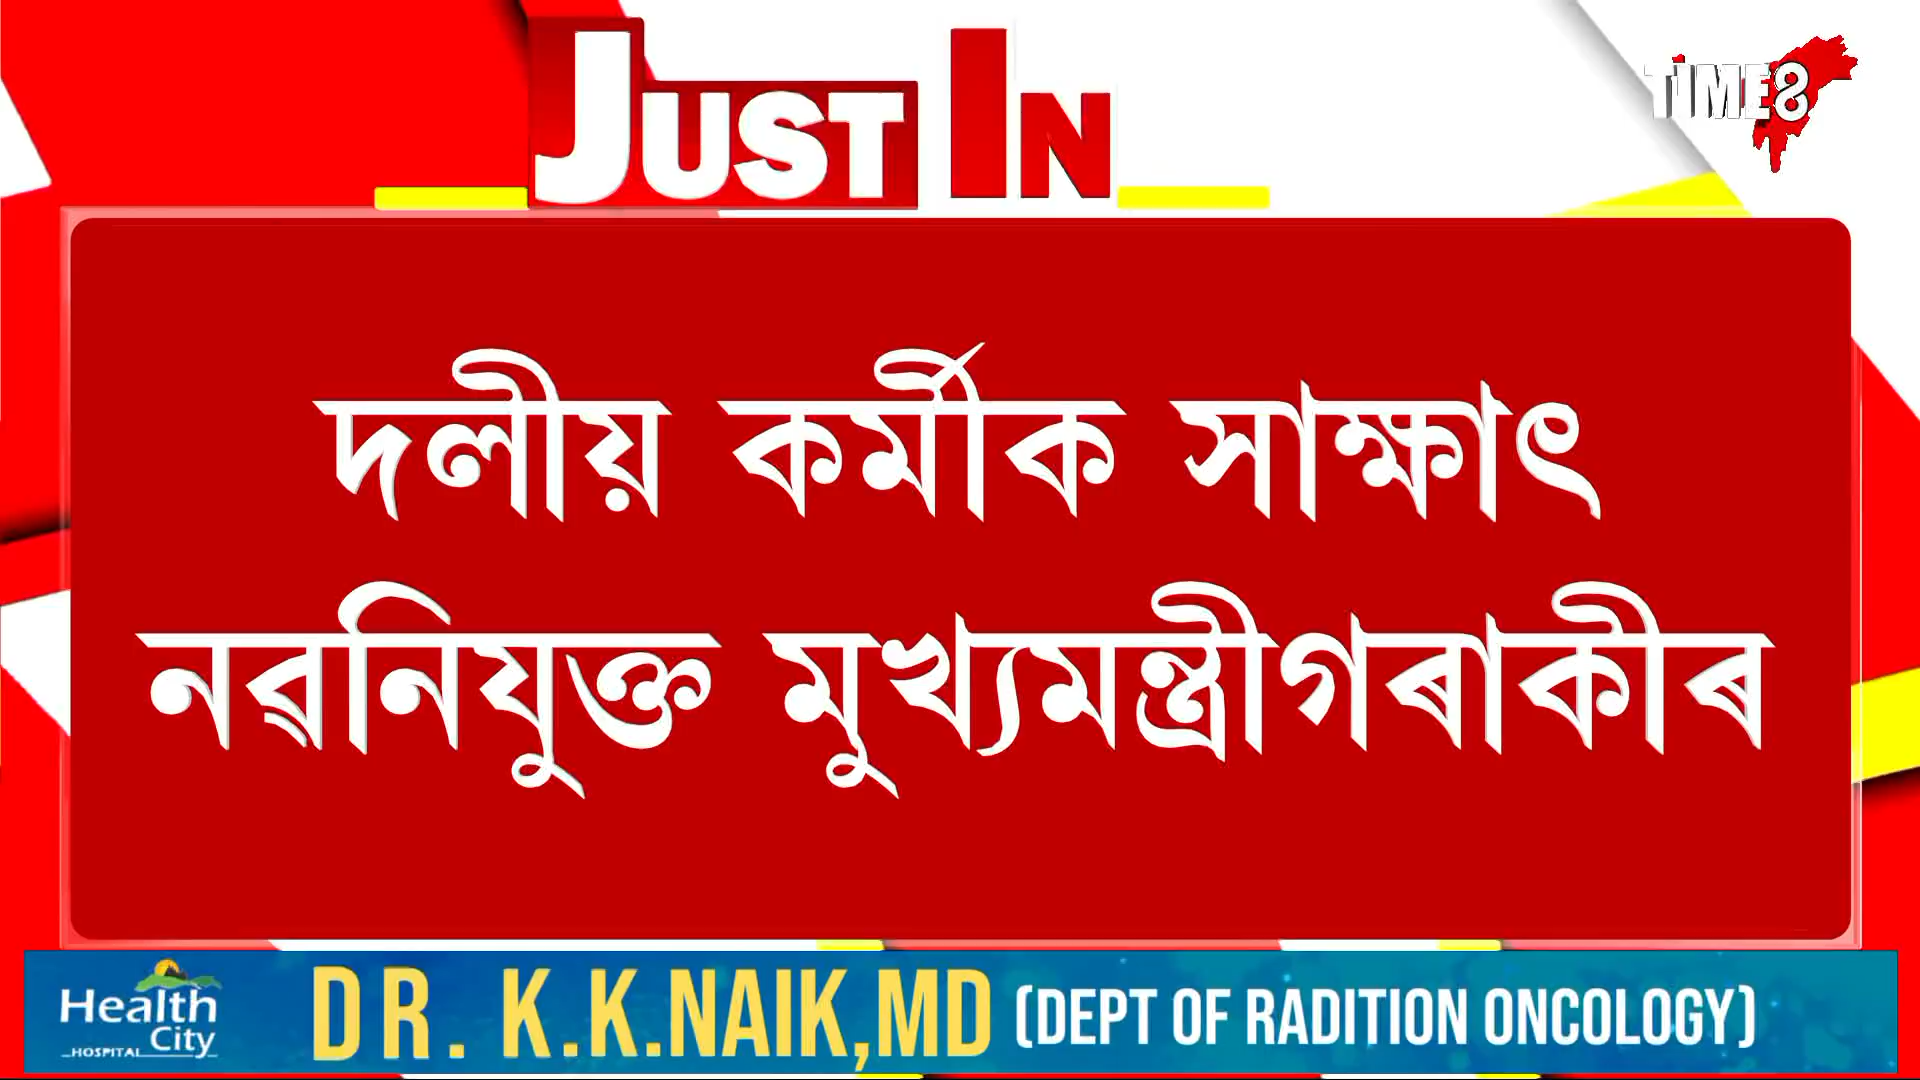 JUST IN
TIME8
দলীয় কৰ্মীক সাক্ষাৎ
নৱনিযুক্ত মুখ্যমন্ত্ৰীগৰাকীৰ
Health City HOSPITAL
DR. K.K.NAIK,MD (DEPT OF RADITION ONCOLOGY)